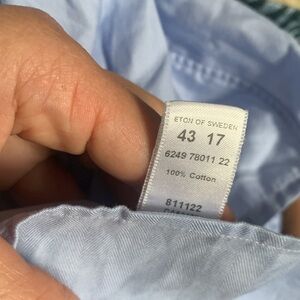 ETON OF SWEDEN
43 17
6249 78011 22
100% Cotton
811122